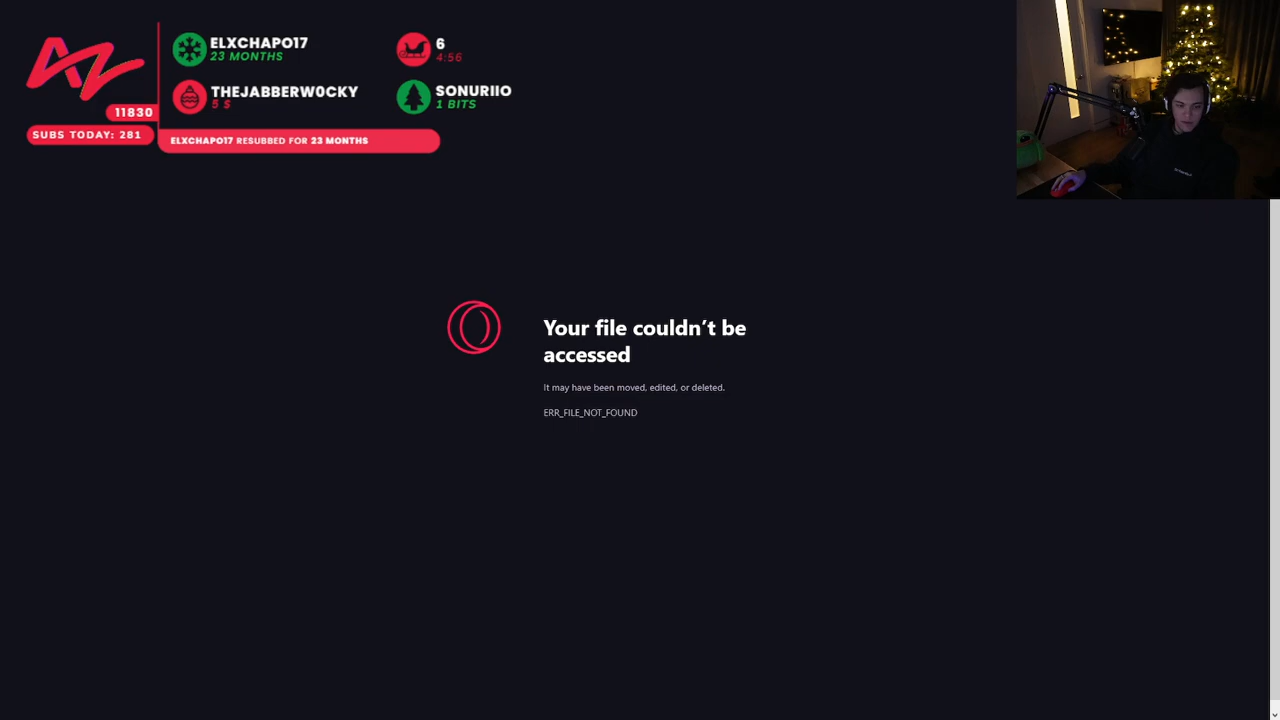 AZ
11830
SUBS TODAY: 281
ELXCHAPO17
23 MONTHS
6
4:56
THEJABBERW0CKY
5 $
SONURIIO
1 BITS
ELXCHAPO17 RESUBBED FOR 23 MONTHS
Your file couldn't be
accessed
It may have been moved, edited, or deleted.
ERR_FILE_NOT_FOUND